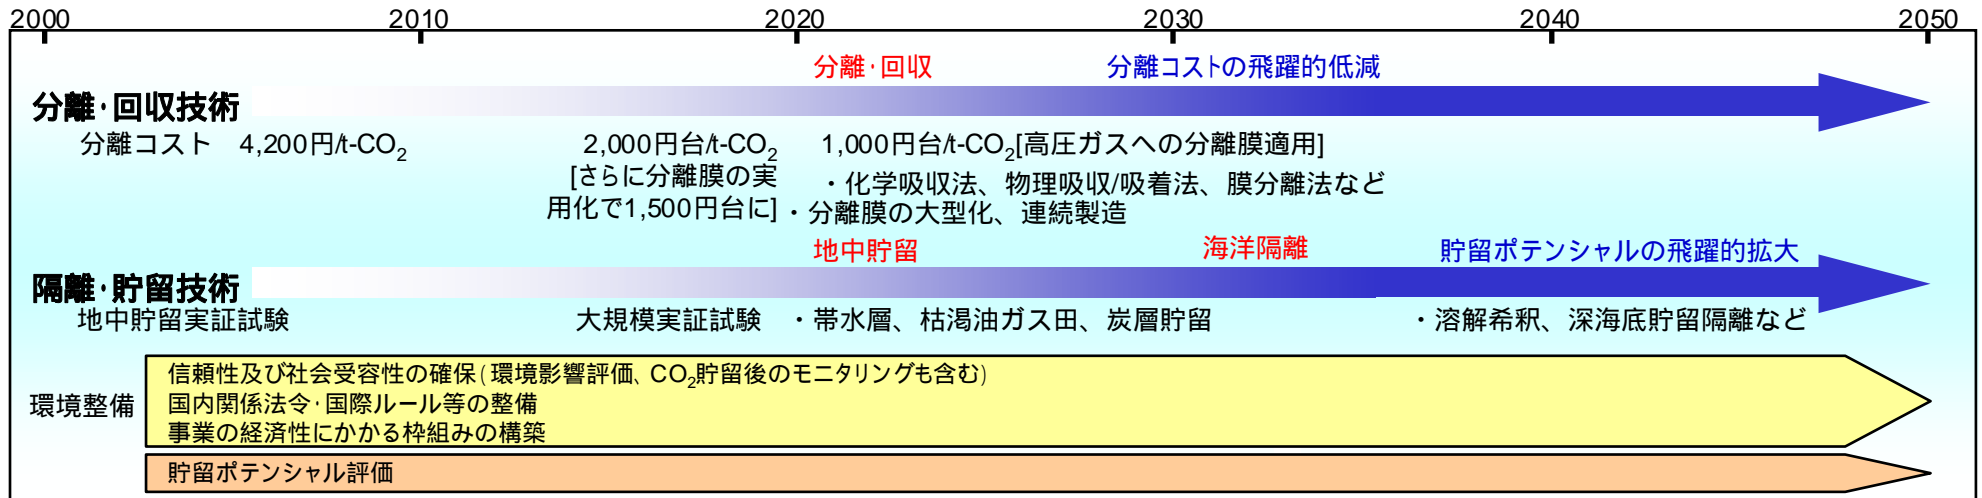 2000 2010 2020 2030 2040 2050
分離・回収 分離コストの飛躍的低減
分離・回収技術
分離コスト 4,200円/t-CO2 2,000円台/t-CO2 1,000円台/t-CO2[高圧ガスへの分離膜適用]
[さらに分離膜の実 ・化学吸収法、物理吸収/吸着法、膜分離法など
用化で1,500円台に] ・分離膜の大型化、連続製造
地中貯留 海洋隔離 貯留ポテンシャルの飛躍的拡大
隔離・貯留技術
地中貯留実証試験 大規模実証試験 ・帯水層、枯渇油ガス田、炭層貯留 ・溶解希釈、深海底貯留隔離など
信頼性及び社会受容性の確保(環境影響評価、CO2貯留後のモニタリングも含む)
環境整備 国内関係法令・国際ルール等の整備
事業の経済性にかかる枠組みの構築
貯留ポテンシャル評価